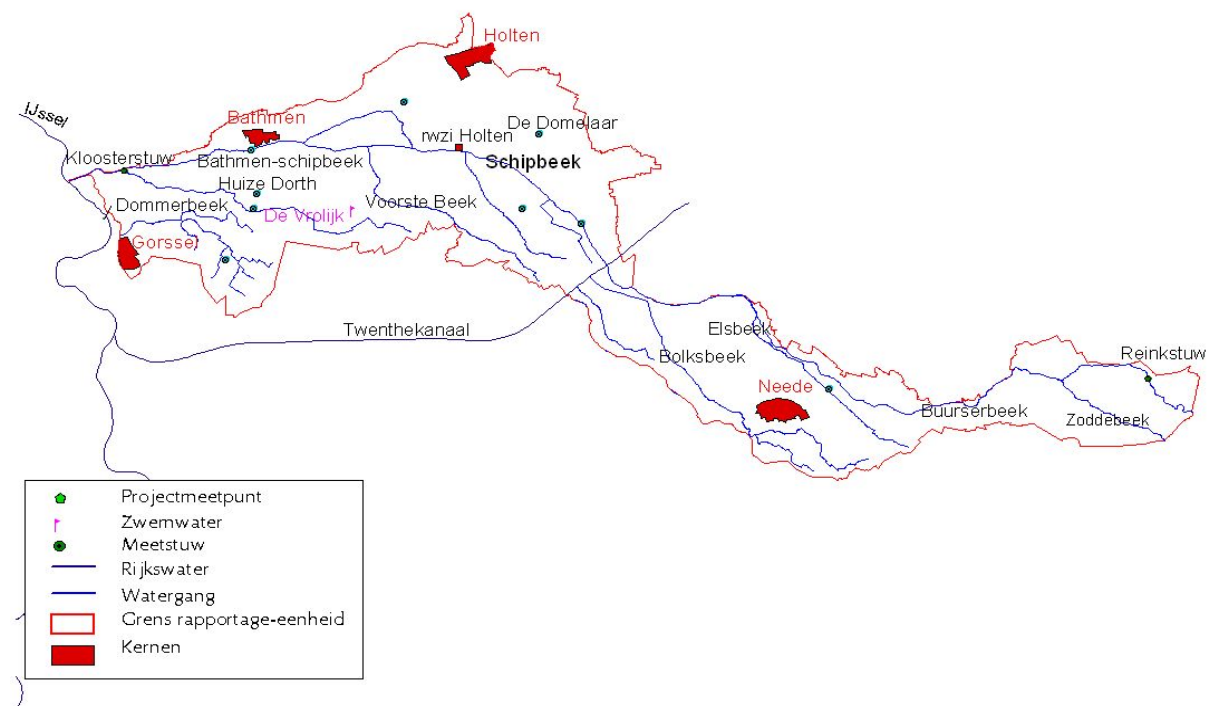 Holten
IJssel
Bathmen
De Domelaar
rwzi Holten
Kloosterstuw
Bathmen-schipbeek
Schipbeek
Huize Dorth
Dommerbeek
De Vrolijk
Voorste Beek
Gorssel
Twenthekanaal
Elsbeek
Bolksbeek
Reinkstuw
Neede
Buurserbeek
Zoddebeek
Projectmeetpunt
Zwemwater
Meetstuw
Rijkswater
Watergang
Grens rapportage-eenheid
Kernen